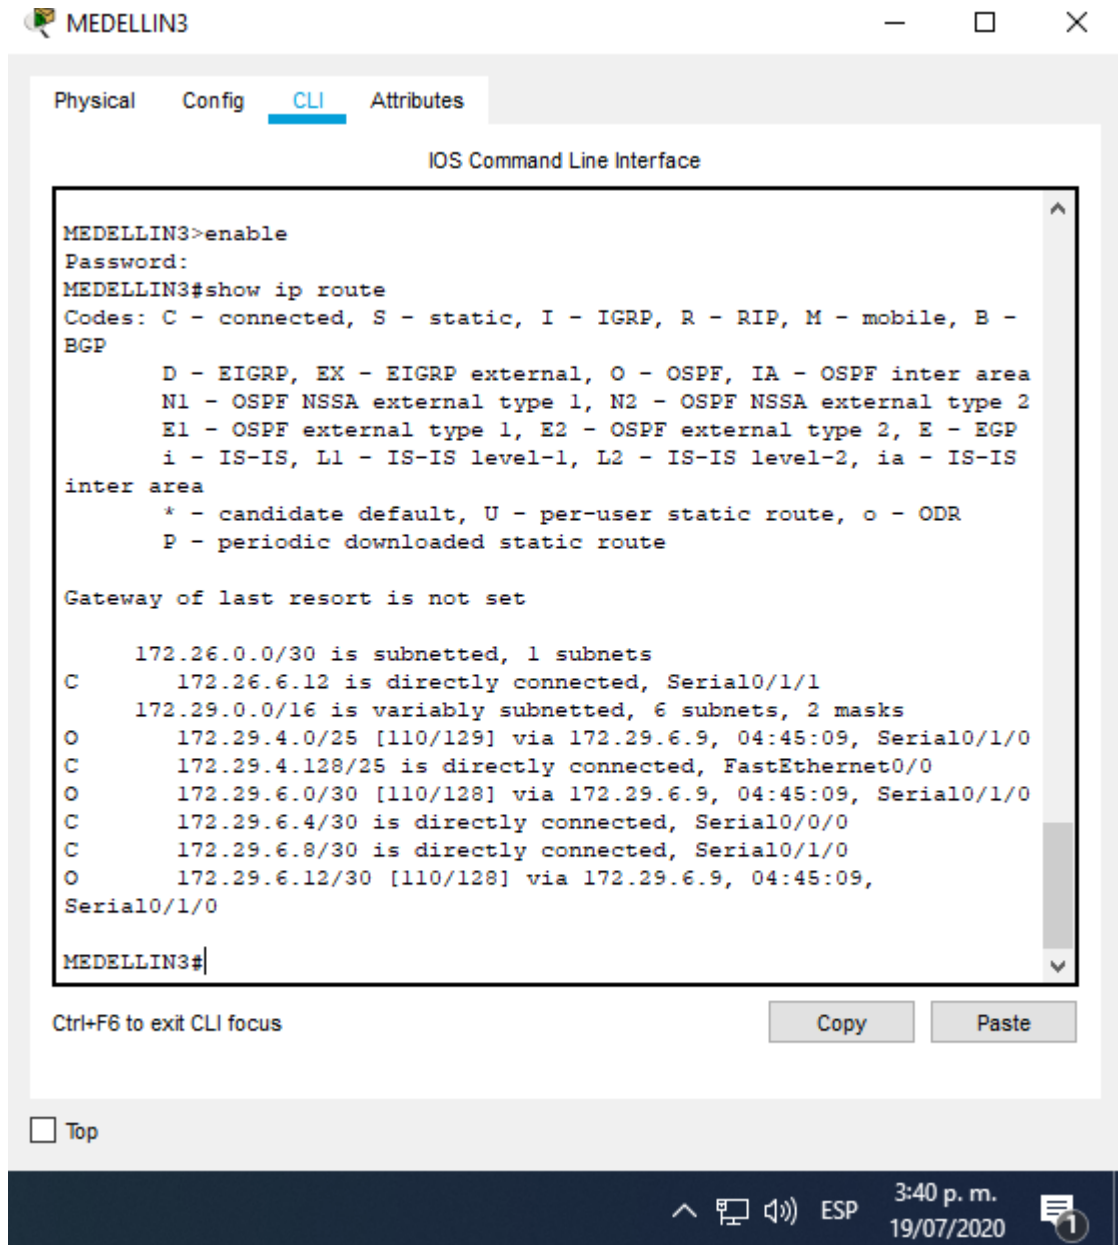 MEDELLIN3
Physical Config CLI Attributes
IOS Command Line Interface
MEDELLIN3>enable
Password:
MEDELLIN3#show ip route
Codes: C - connected, S - static, I - IGRP, R - RIP, M - mobile, B -
BGP
D - EIGRP, EX - EIGRP external, O - OSPF, IA - OSPF inter area
N1 - OSPF NSSA external type 1, N2 - OSPF NSSA external type 2
E1 - OSPF external type 1, E2 - OSPF external type 2, E - EGP
i - IS-IS, L1 - IS-IS level-1, L2 - IS-IS level-2, ia - IS-IS
inter area
* - candidate default, U - per-user static route, o - ODR
P - periodic downloaded static route
Gateway of last resort is not set
172.26.0.0/30 is subnetted, 1 subnets
C 172.26.6.12 is directly connected, Serial0/1/1
172.29.0.0/16 is variably subnetted, 6 subnets, 2 masks
O 172.29.4.0/25 [110/129] via 172.29.6.9, 04:45:09, Serial0/1/0
C 172.29.4.128/25 is directly connected, FastEthernet0/0
O 172.29.6.0/30 [110/128] via 172.29.6.9, 04:45:09, Serial0/1/0
C 172.29.6.4/30 is directly connected, Serial0/0/0
C 172.29.6.8/30 is directly connected, Serial0/1/0
O 172.29.6.12/30 [110/128] via 172.29.6.9, 04:45:09,
Serial0/1/0
MEDELLIN3#
Ctrl+F6 to exit CLI focus
Copy Paste
Top
ESP
3:40 p. m.
19/07/2020
1